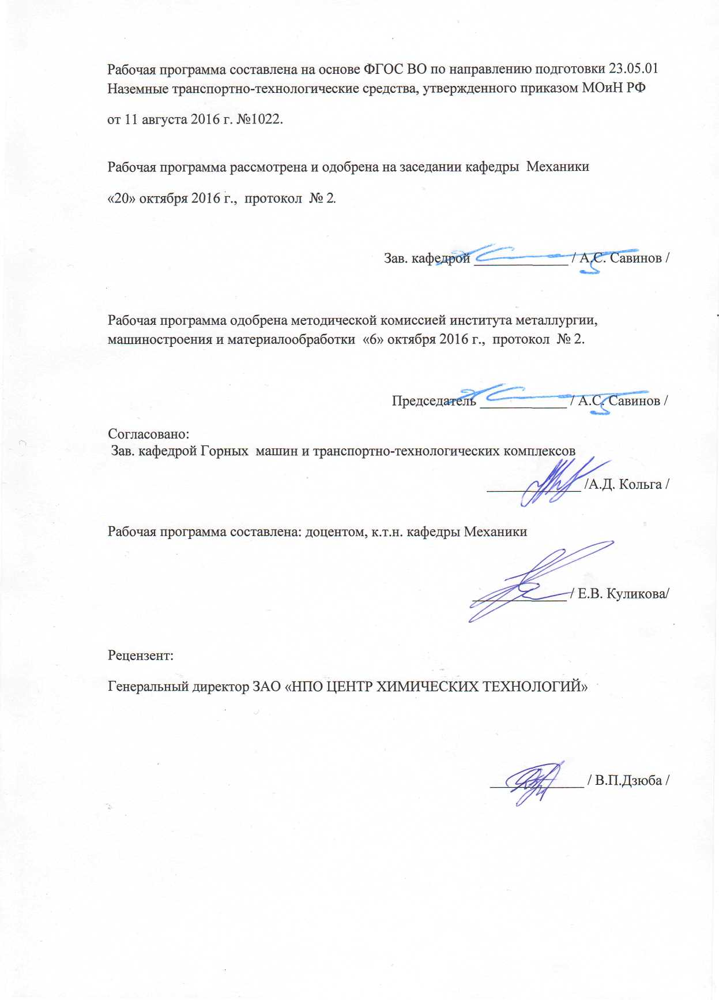 Рабочая программа составлена на основе ФГОС ВО по направлению подготовки 23.05.01
Наземные транспортно-технологические средства, утвержденного приказом МОиН РФ
от 11 августа 2016 г. №1022.
Рабочая программа рассмотрена и одобрена на заседании кафедры Механики
«20» октября 2016 г., протокол № 2.
Зав. кафедрой _____________ / А.С. Савинов /
Рабочая программа одобрена методической комиссией института металлургии,
машиностроения и материалообработки «6» октября 2016 г., протокол № 2.
Председатель ____________ / А.С. Савинов /
Согласовано:
Зав. кафедрой Горных машин и транспортно-технологических комплексов
_____________ /А.Д. Кольга /
Рабочая программа составлена: доцентом, к.т.н. кафедры Механики
_____________ / Е.В. Куликова/
Рецензент:
Генеральный директор ЗАО «НПО ЦЕНТР ХИМИЧЕСКИХ ТЕХНОЛОГИЙ»
_____________ / В.П.Дзюба /